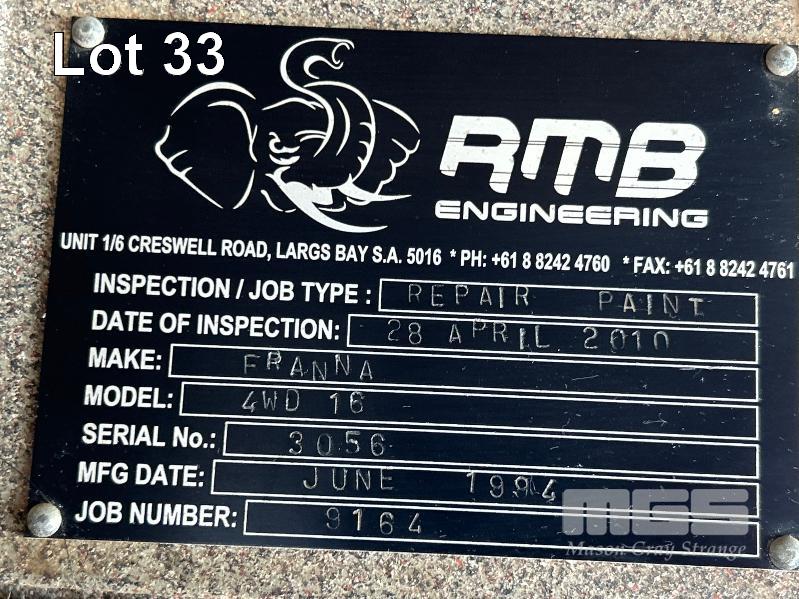 Lot 33
RMB
ENGINEERING
UNIT 1/6 CRESWELL ROAD, LARGS BAY S.A. 5016 * PH: +61 8 8242 4760 * FAX: +61 8 8242 4761
INSPECTION / JOB TYPE : REPAIR PAINT
DATE OF INSPECTION: 28 APRIL 2010
MAKE: FRANNA
MODEL: 4WD 16
SERIAL No.: 3056
MFG DATE: JUNE 1994
JOB NUMBER: 9164
MGS
Mason Gray Strange